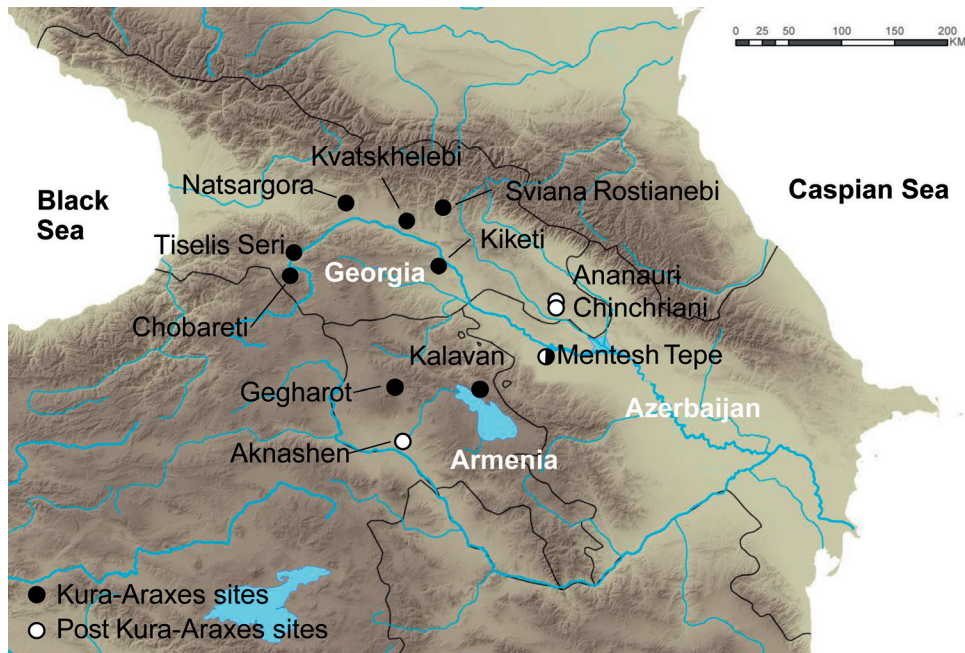 0 25 50 100 150 200
KM
Kvatskhelebi
Natsargora
Sviana Rostianebi
Caspian Sea
Black
Sea
Tiselis Seri
Kiketi
Georgia
Ananauri
Chinchriani
Chobareti
Kalavan
Mentesh Tepe
Gegharot
Azerbaijan
Aknashen
Armenia
Kura-Araxes sites
Post Kura-Araxes sites